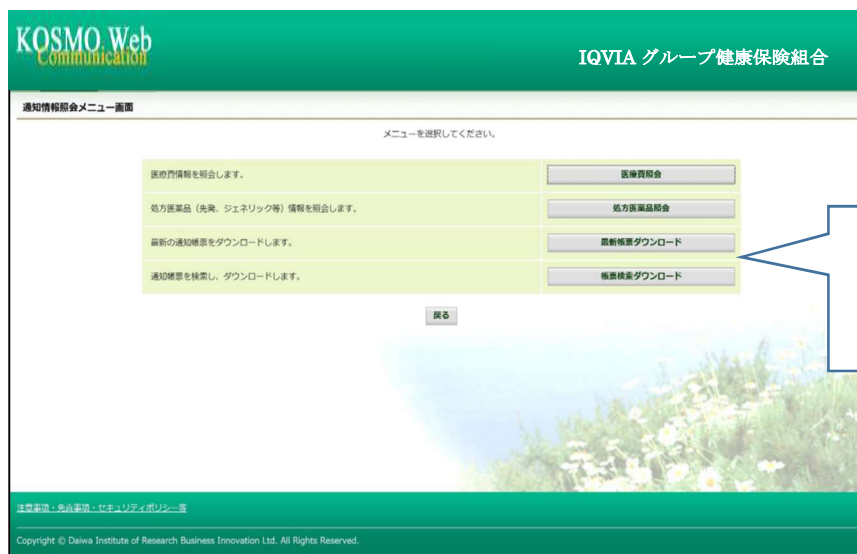 KOSMO Web
Communication
IQVIA グループ健康保険組合
通知情報照会メニュー画面
メニューを選択してください。
医療費情報を照会します。
医療費照会
処方医薬品（先発、ジェネリック等）情報を照会します。
処方医薬品照会
最新の通知帳票をダウンロードします。
最新帳票ダウンロード
通知帳票を検索し、ダウンロードします。
帳票検索ダウンロード
戻る
注意事項・免責事項・セキュリティポリシー等
Copyright © Daiwa Institute of Research Business Innovation Ltd. All Rights Reserved.